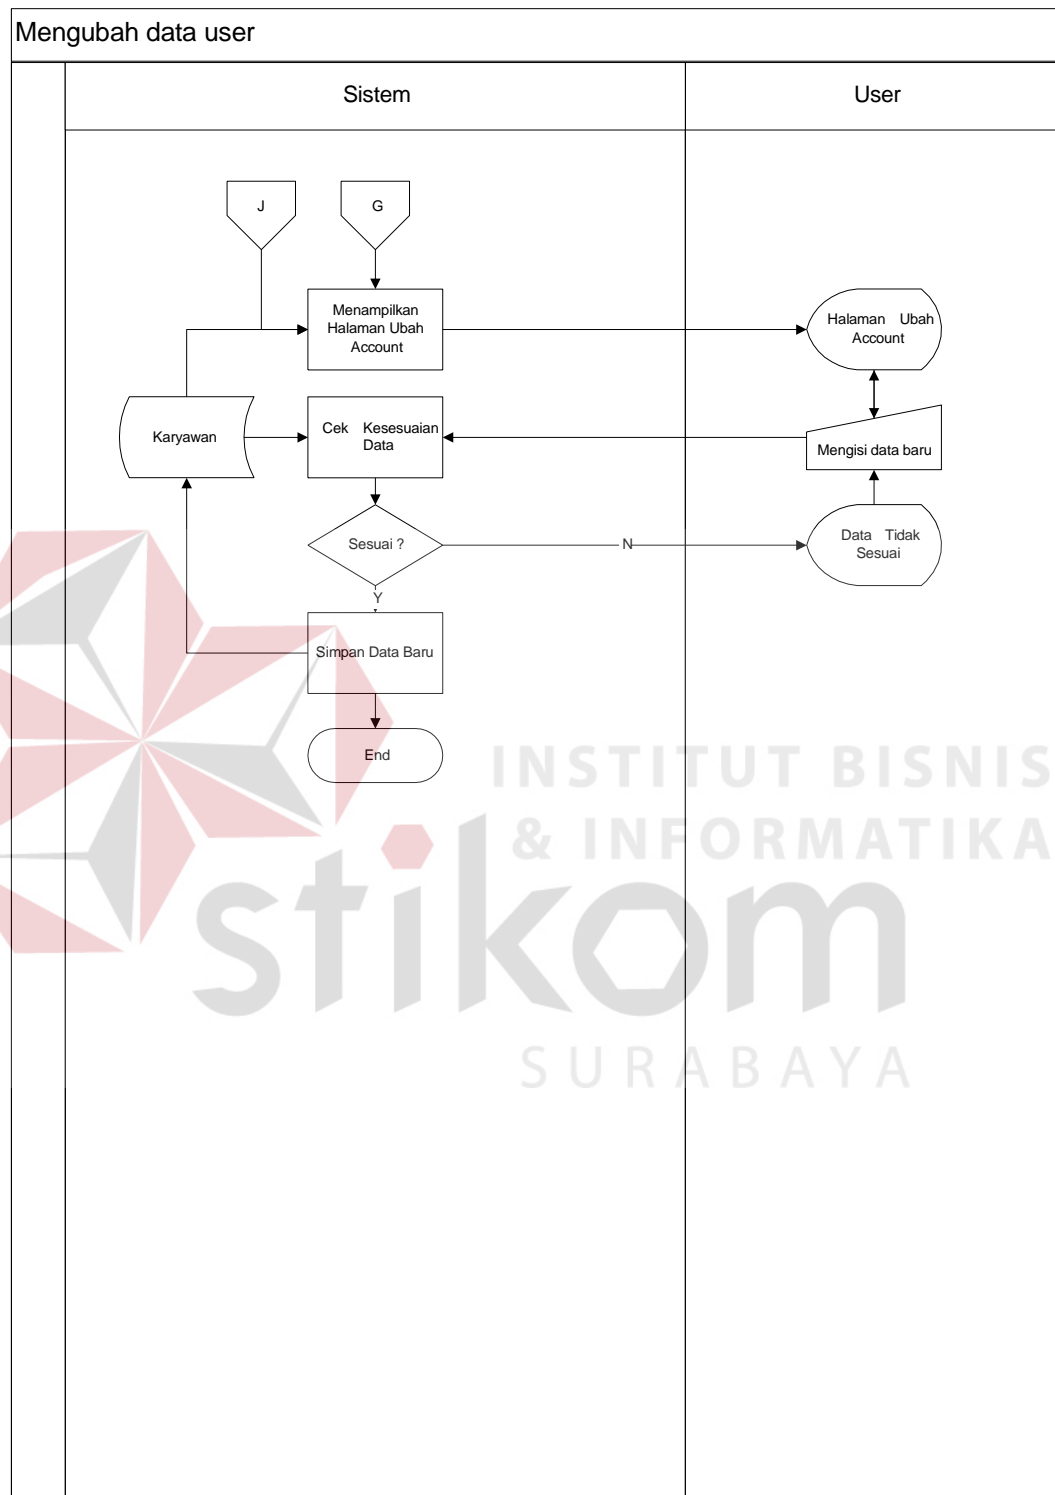 Mengubah data user
Sistem
User
J
G
Menampilkan
Halaman Ubah
Account
Halaman Ubah
Account
Karyawan
Cek Kesesuaian
Data
Mengisi data baru
Sesuai ?
N
Data Tidak
Sesuai
Y
Simpan Data Baru
End
INSTITUT BISNIS
& INFORMATIKA
stikom
SURABAYA